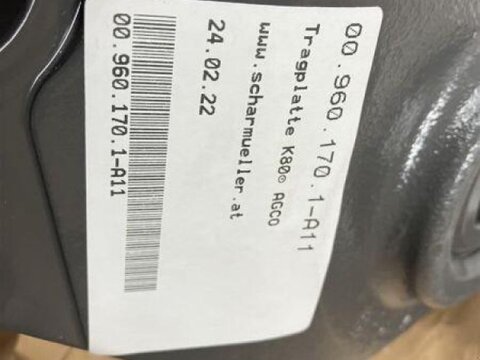 00.960.170.1-A11
Tragplatte K80® AGCO
www.scharmueller.at
24.02.22
00.960.170.1-A11